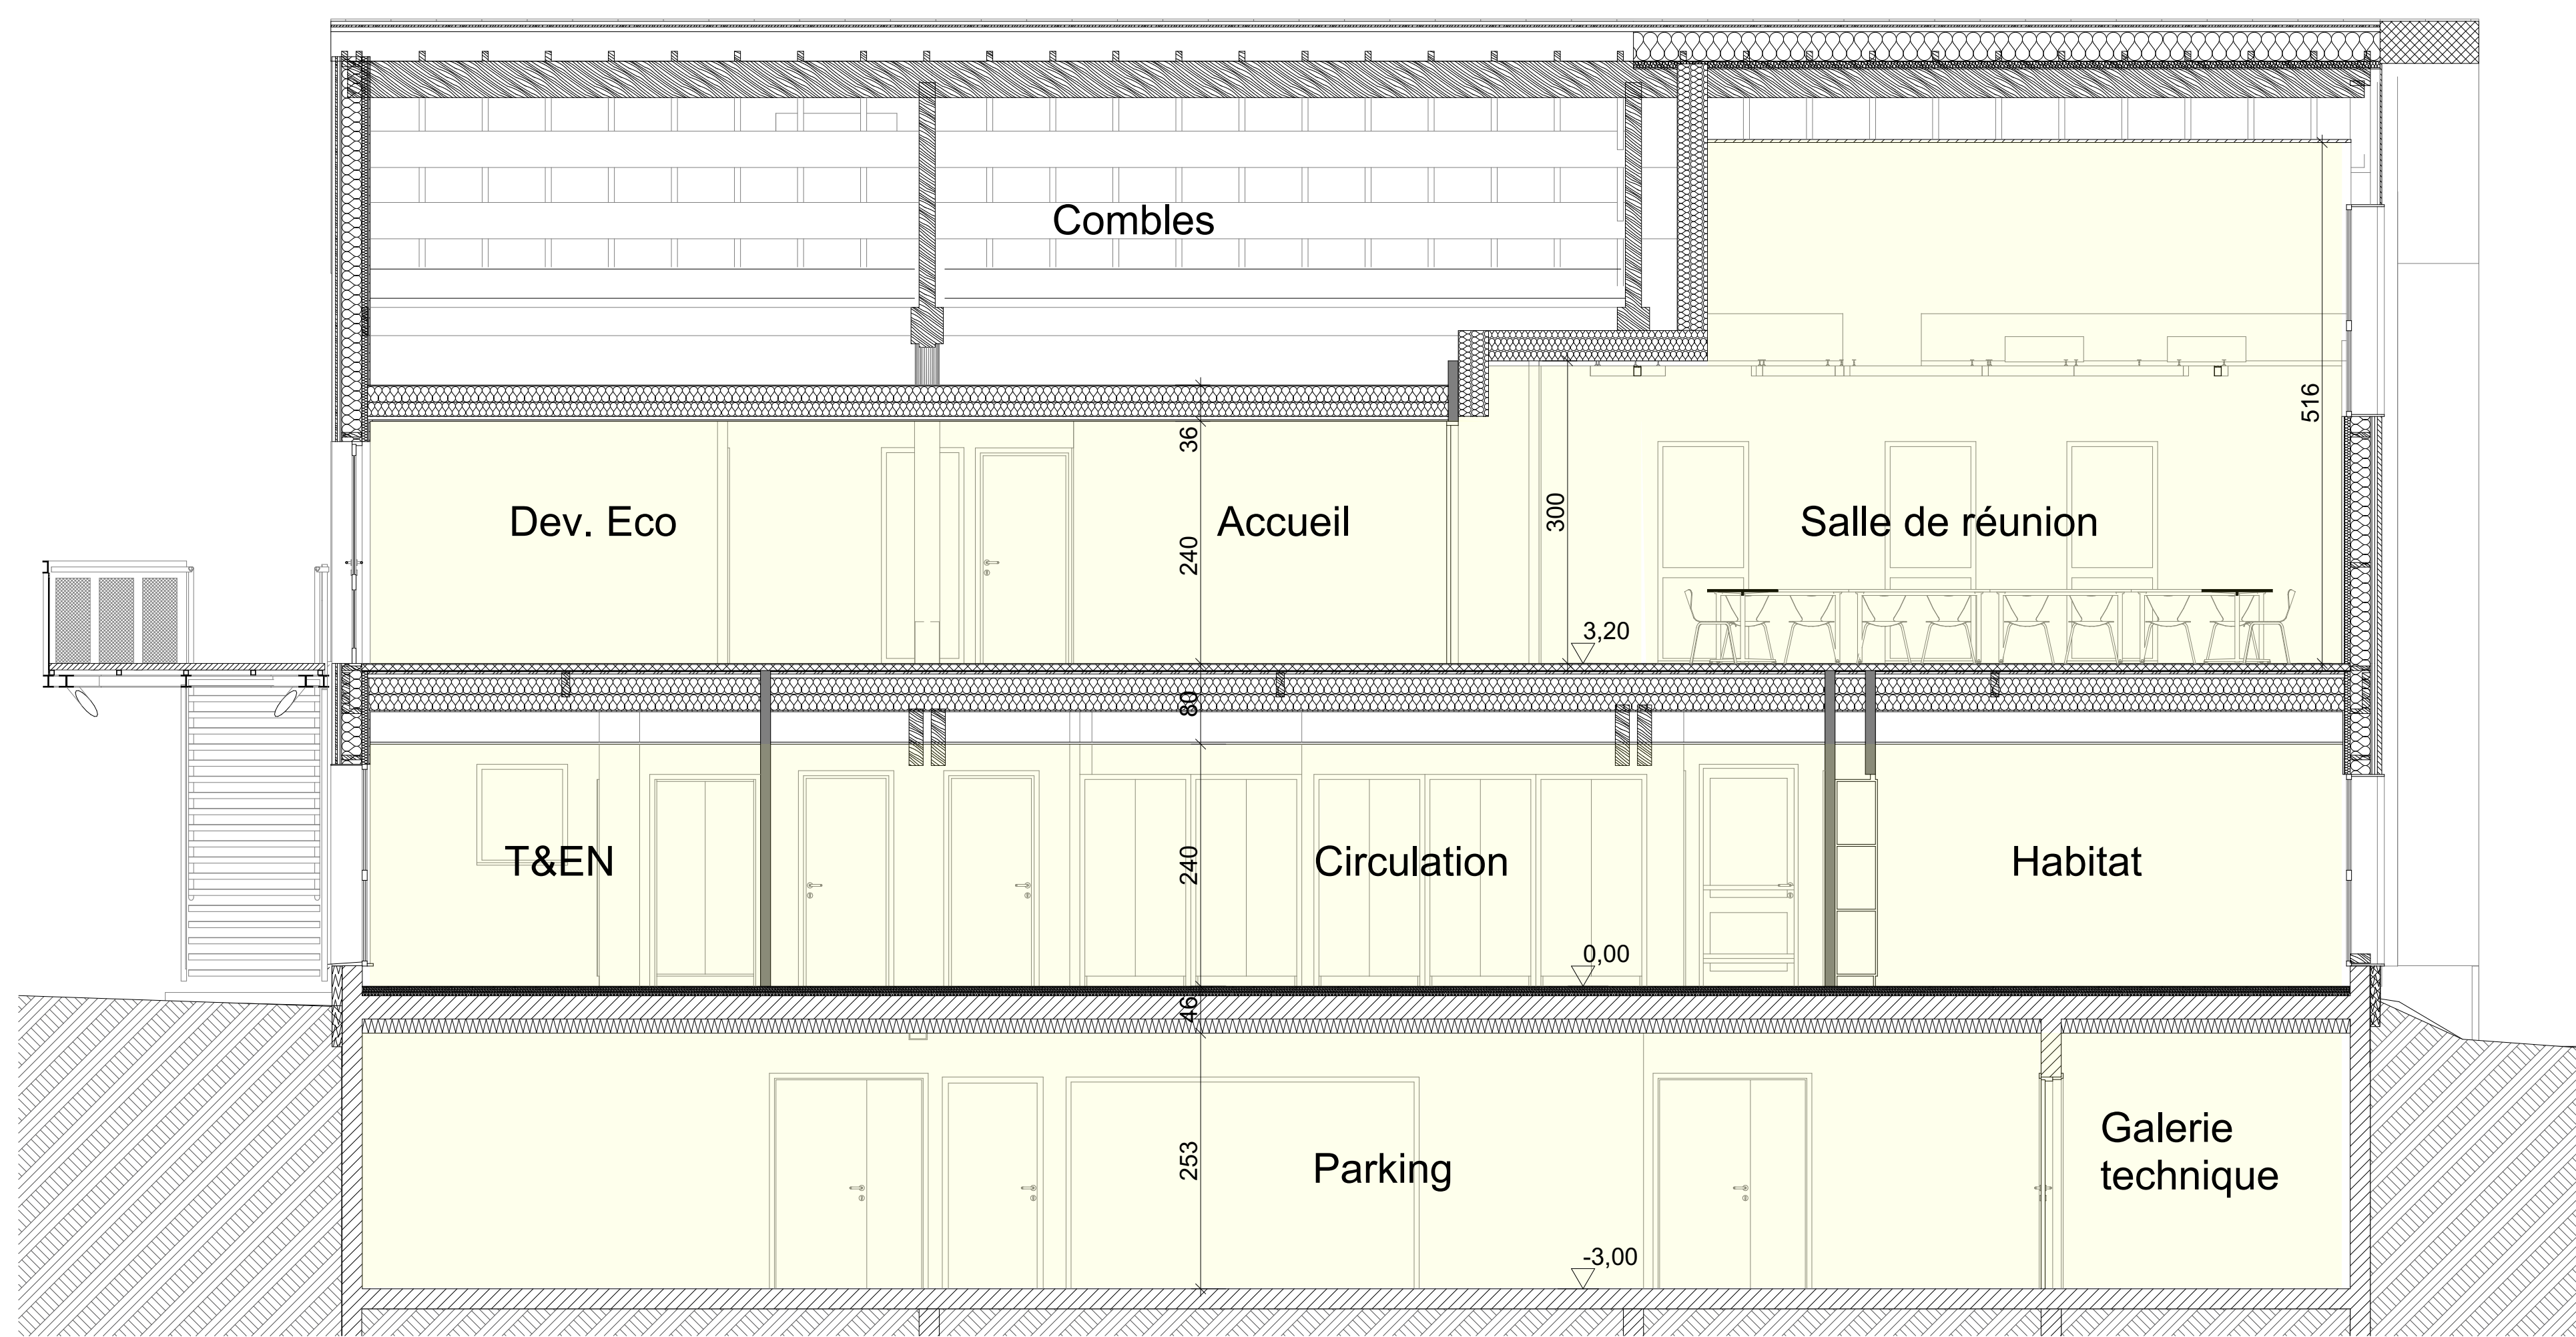 Combles
516
36
Dev. Eco
240
Accueil
300
Salle de réunion
3,20
80
T&EN
240
Circulation
Habitat
0,00
46
253
Parking
Galerie
technique
-3,00